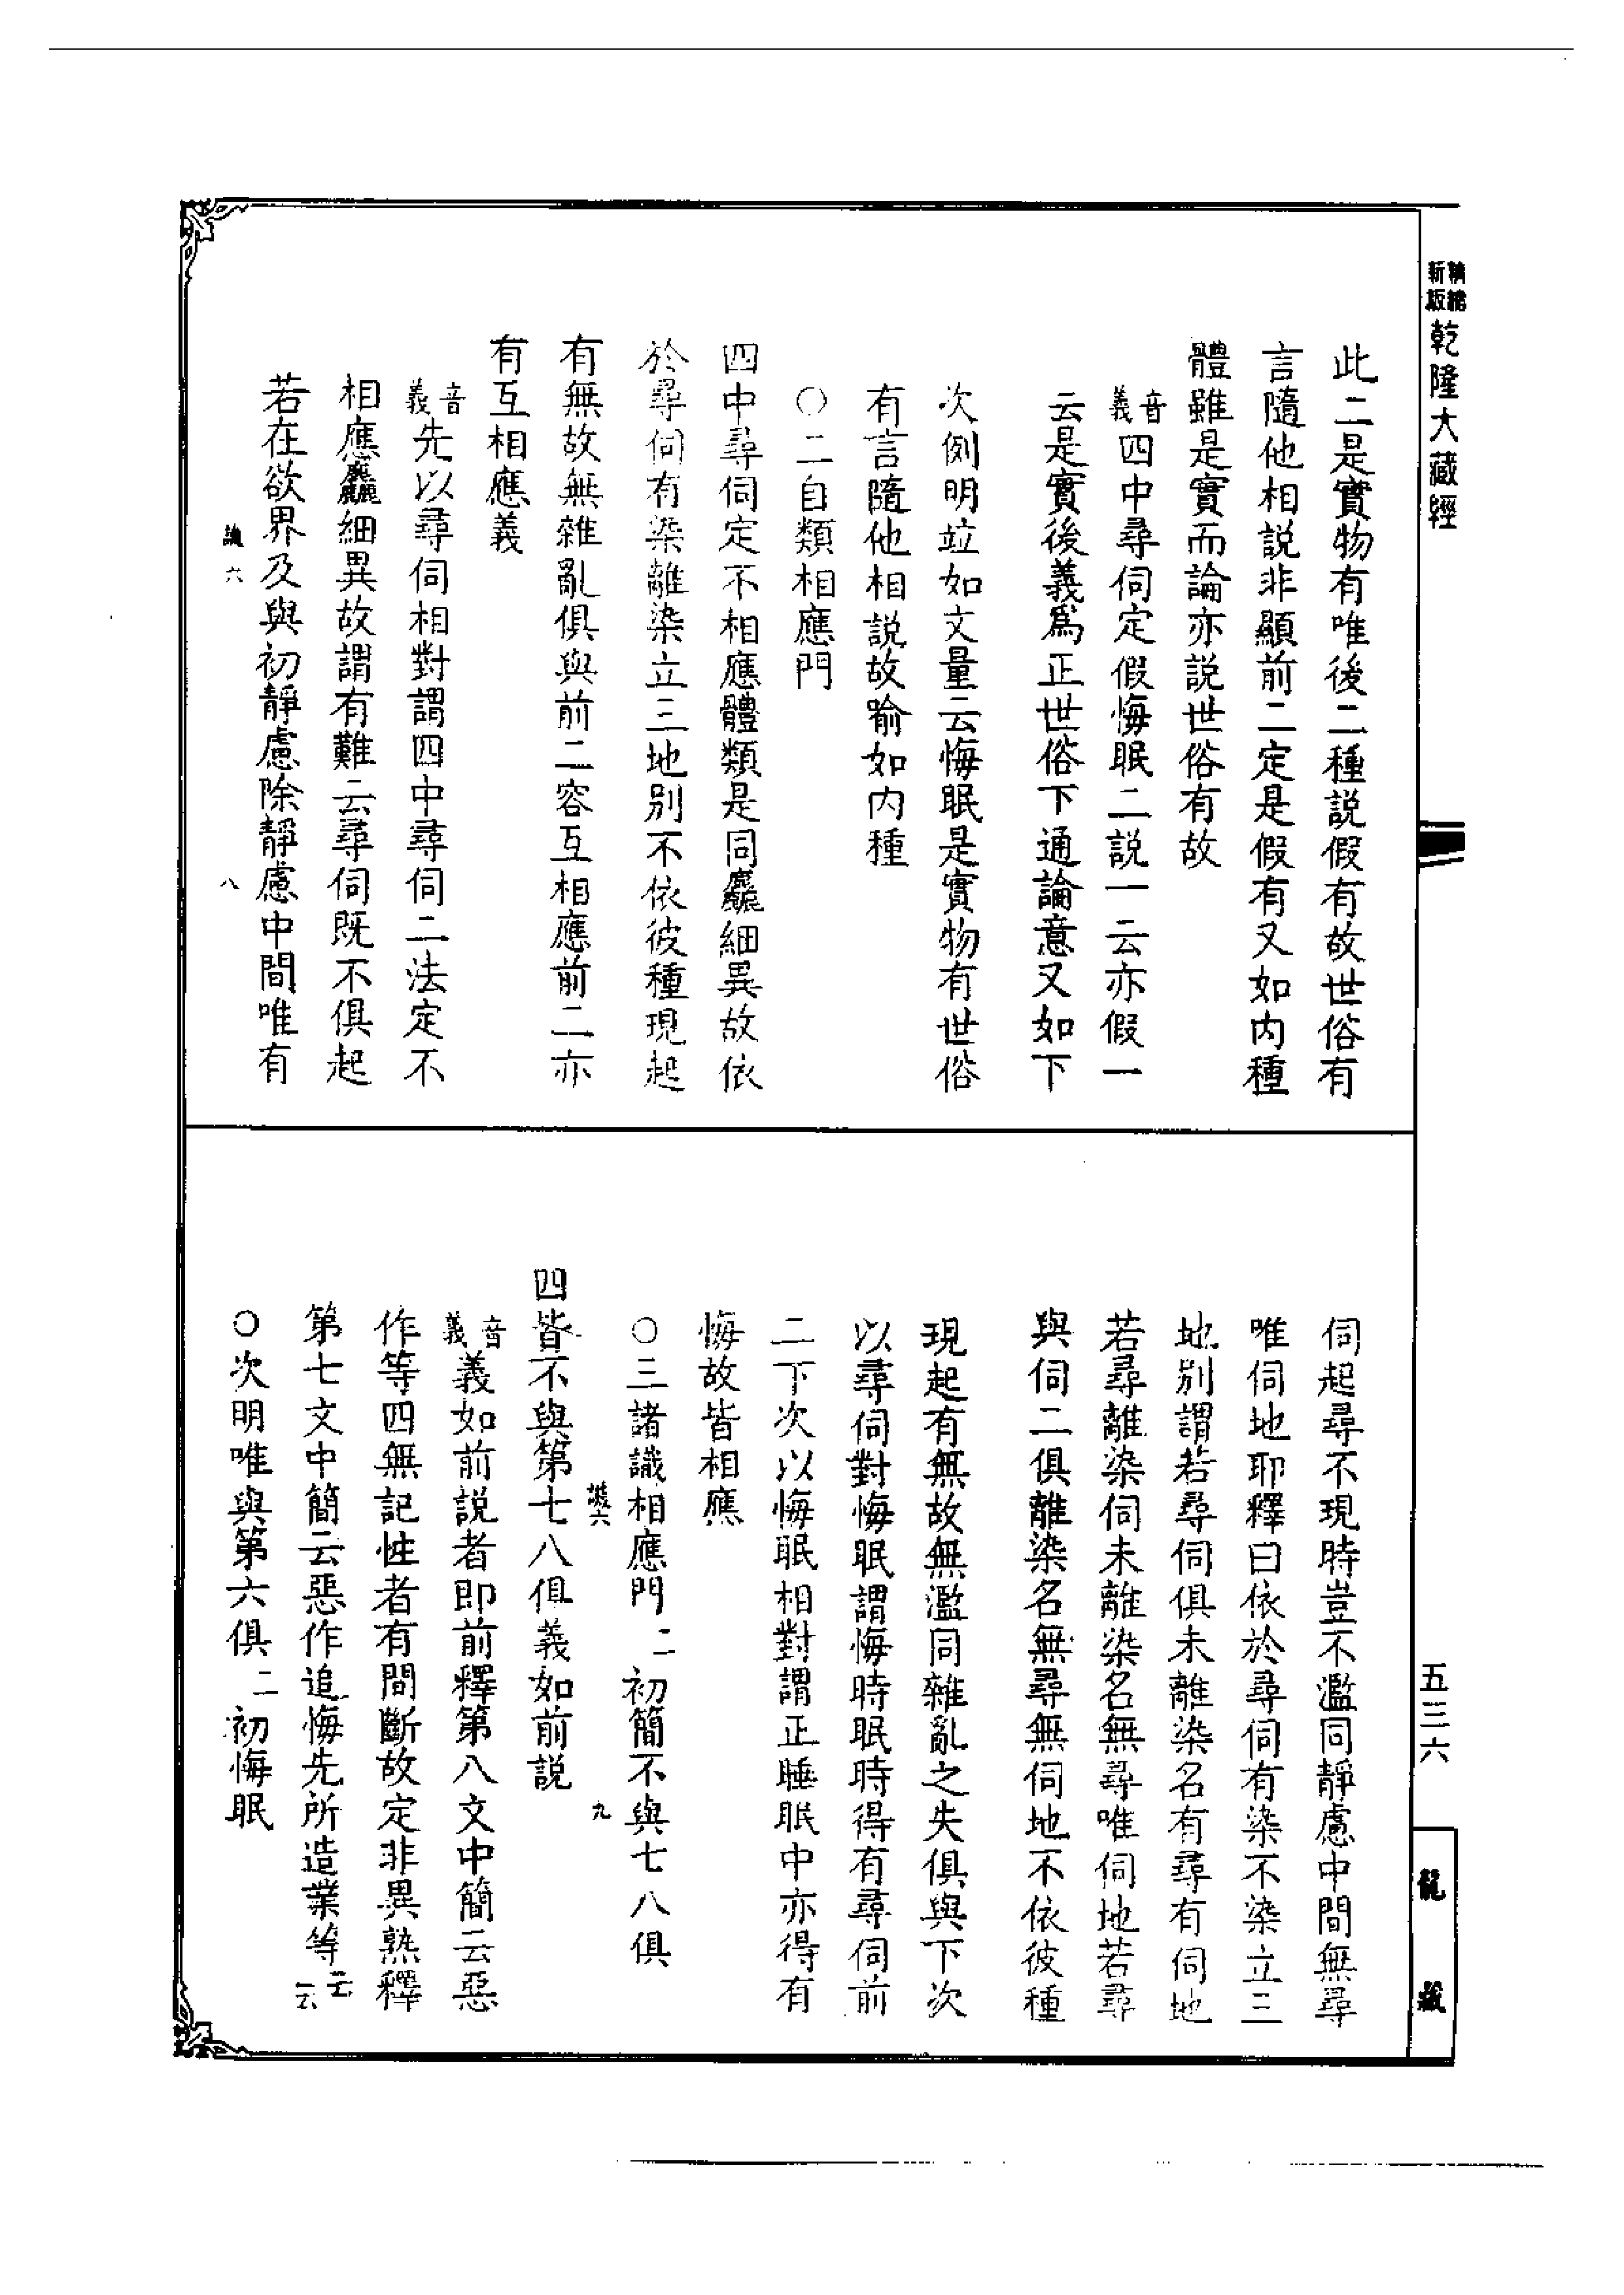 精縮新版乾隆大藏經
此二是實物有唯後二種說假有故世俗有
言隨他相說非顯前二定是假有又如內種
體雖是實而論亦說世俗有故
音義四中尋伺定假悔眠二說一云亦假一
云是實後義爲正世俗下通論意又如下
次例明竝如文量云悔眠是實物有世俗
有言隨他相說故喻如內種
○二自類相應門
四中尋伺定不相應體類是同麤細異故依
於尋伺有染離染立三地別不依彼種現起
有無故無雜亂俱與前二容互相應前二亦
有互相應義
音義先以尋伺相對謂四中尋伺二法定不
相應麤細異故謂有難云尋伺既不俱起
若在欲界及與初靜慮除靜慮中間唯有
識六 八
伺起尋不現時豈不濫同靜慮中間無尋
唯伺地耶釋曰依於尋伺有染不染立三
地別謂若尋伺俱未離染名有尋有伺地
若尋離染伺未離染名無尋唯伺地若尋
與伺二俱離染名無尋無伺地不依彼種
現起有無故無濫同雜亂之失俱與下次
以尋伺對悔眠謂悔時眠時得有尋伺前
二下次以悔眠相對謂正睡眠中亦得有
悔故皆相應
○三諸識相應門二初簡不與七八俱
識六 九
四皆不與第七八俱義如前說
音義義如前說者即前釋第八文中簡云惡
作等四無記性者有間斷故定非異熟釋
第七文中簡云惡作追悔先所造業等云云
○次明唯與第六俱二初悔眠
五三六
龍藏